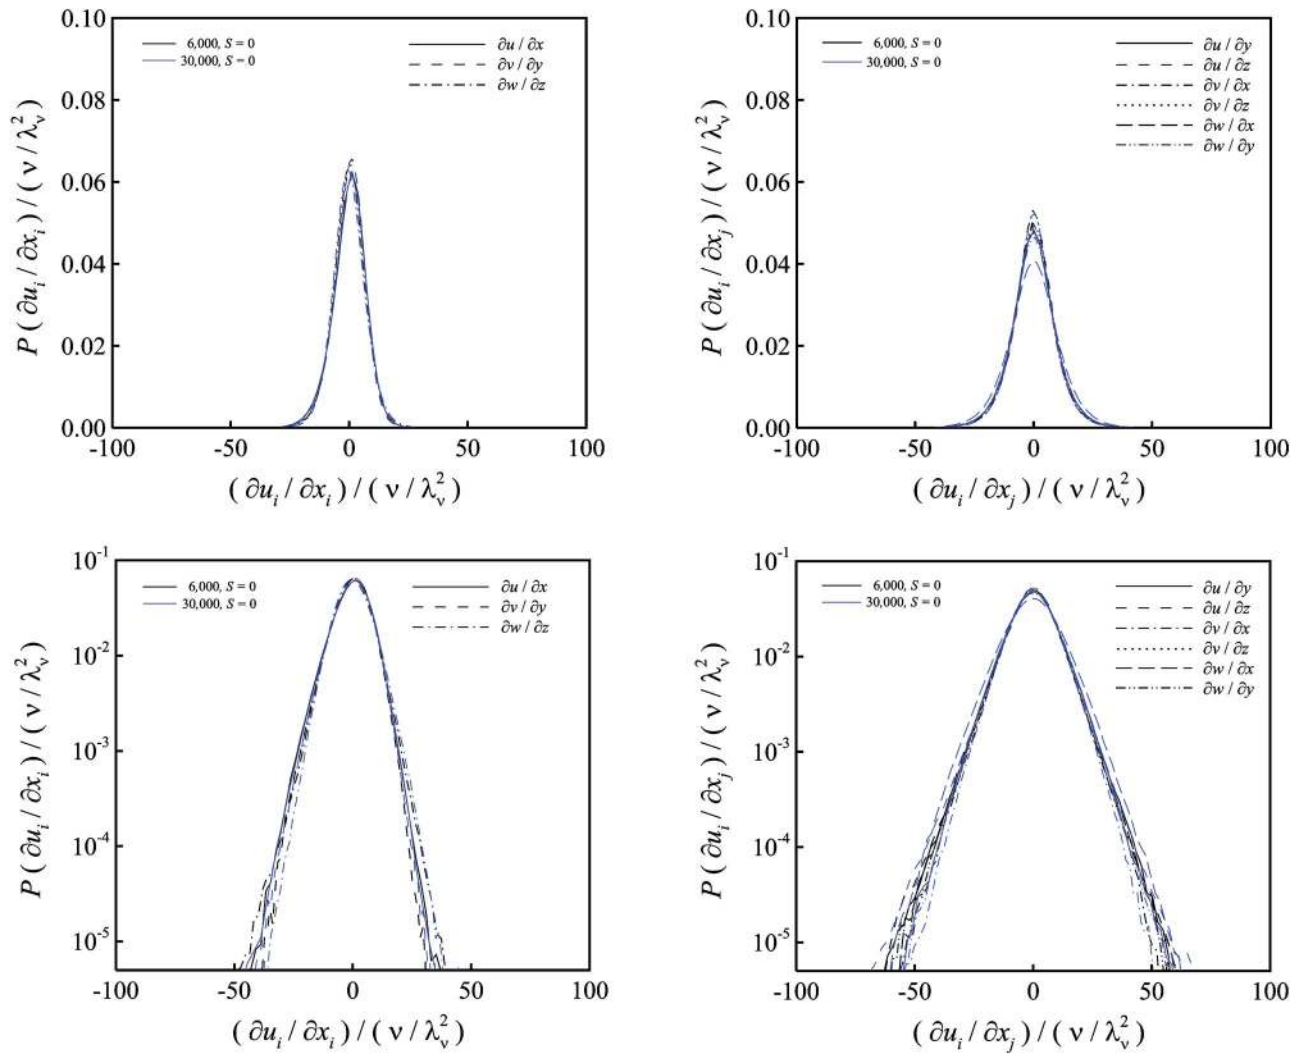 0.10
0.08
0.06
0.04
0.02
0.00
-100 -50 0 50 100
P ( ∂u_i / ∂x_i ) / ( ν / λ_ν^2 )
( ∂u_i / ∂x_i ) / ( ν / λ_ν^2 )
6,000, S = 0
30,000, S = 0
∂u / ∂x
∂v / ∂y
∂w / ∂z
0.10
0.08
0.06
0.04
0.02
0.00
-100 -50 0 50 100
P ( ∂u_i / ∂x_j ) / ( ν / λ_ν^2 )
( ∂u_i / ∂x_j ) / ( ν / λ_ν^2 )
6,000, S = 0
30,000, S = 0
∂u / ∂y
∂u / ∂z
∂v / ∂x
∂v / ∂z
∂w / ∂x
∂w / ∂y
10^-1
10^-2
10^-3
10^-4
10^-5
-100 -50 0 50 100
P ( ∂u_i / ∂x_i ) / ( ν / λ_ν^2 )
( ∂u_i / ∂x_i ) / ( ν / λ_ν^2 )
6,000, S = 0
30,000, S = 0
∂u / ∂x
∂v / ∂y
∂w / ∂z
10^-1
10^-2
10^-3
10^-4
10^-5
-100 -50 0 50 100
P ( ∂u_i / ∂x_j ) / ( ν / λ_ν^2 )
( ∂u_i / ∂x_j ) / ( ν / λ_ν^2 )
6,000, S = 0
30,000, S = 0
∂u / ∂y
∂u / ∂z
∂v / ∂x
∂v / ∂z
∂w / ∂x
∂w / ∂y